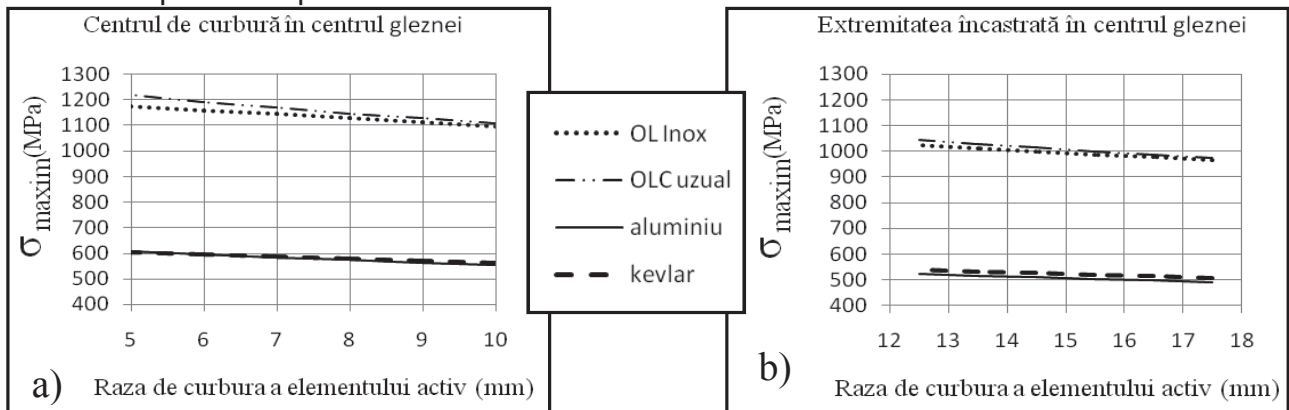 Centrul de curbură în centrul gleznei
1300
1200
1100
1000
900
800
700
600
500
400
σmaxim(MPa)
5 6 7 8 9 10
a) Raza de curbura a elementului activ (mm)
OL Inox
OLC uzual
aluminiu
kevlar
Extremitatea încastrată în centrul gleznei
1300
1200
1100
1000
900
800
700
600
500
400
σmaxim(MPa)
12 13 14 15 16 17 18
b) Raza de curbura a elementului activ (mm)